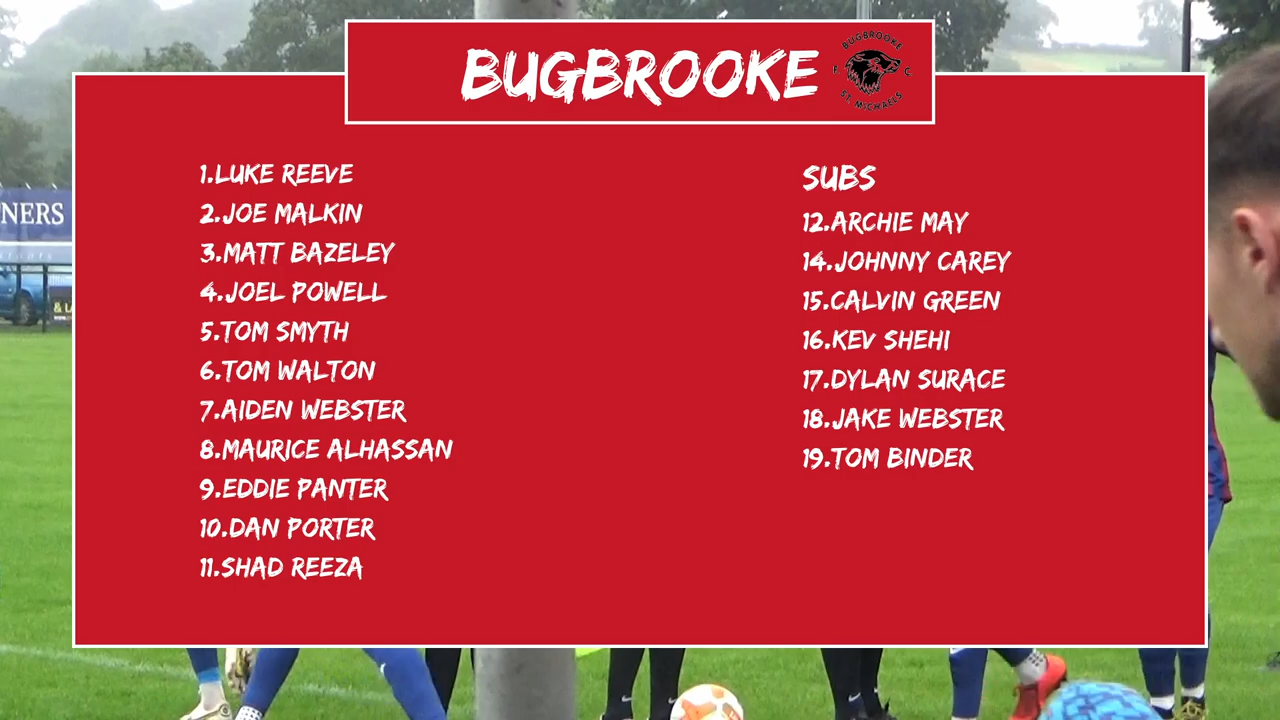 BUGBROOKE
BUGBROOKE
F. C.
ST. MICHAELS
1.LUKE REEVE
2.JOE MALKIN
3.MATT BAZELEY
4.JOEL POWELL
5.TOM SMYTH
6.TOM WALTON
7.AIDEN WEBSTER
8.MAURICE ALHASSAN
9.EDDIE PANTER
10.DAN PORTER
11.SHAD REEZA
SUBS
12.ARCHIE MAY
14.JOHNNY CAREY
15.CALVIN GREEN
16.KEV SHEHI
17.DYLAN SURACE
18.JAKE WEBSTER
19.TOM BINDER
NERS